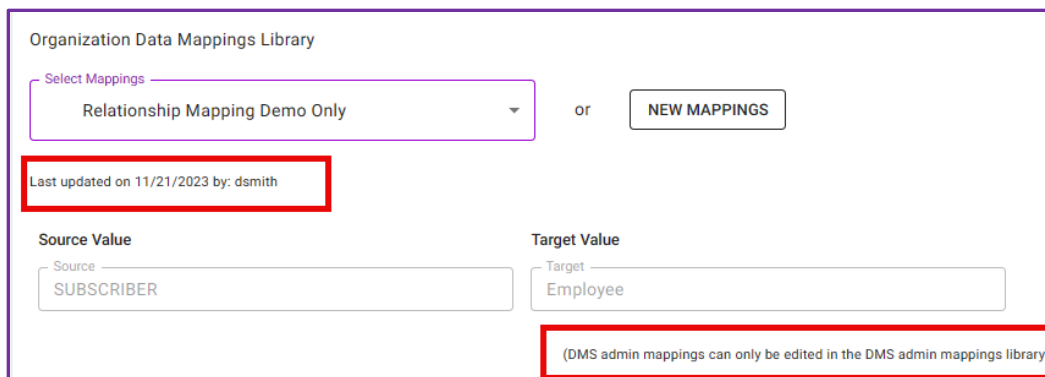 Organization Data Mappings Library
Select Mappings
Relationship Mapping Demo Only
or
NEW MAPPINGS
Last updated on 11/21/2023 by: dsmith
Source Value
Target Value
Source
SUBSCRIBER
Target
Employee
(DMS admin mappings can only be edited in the DMS admin mappings library